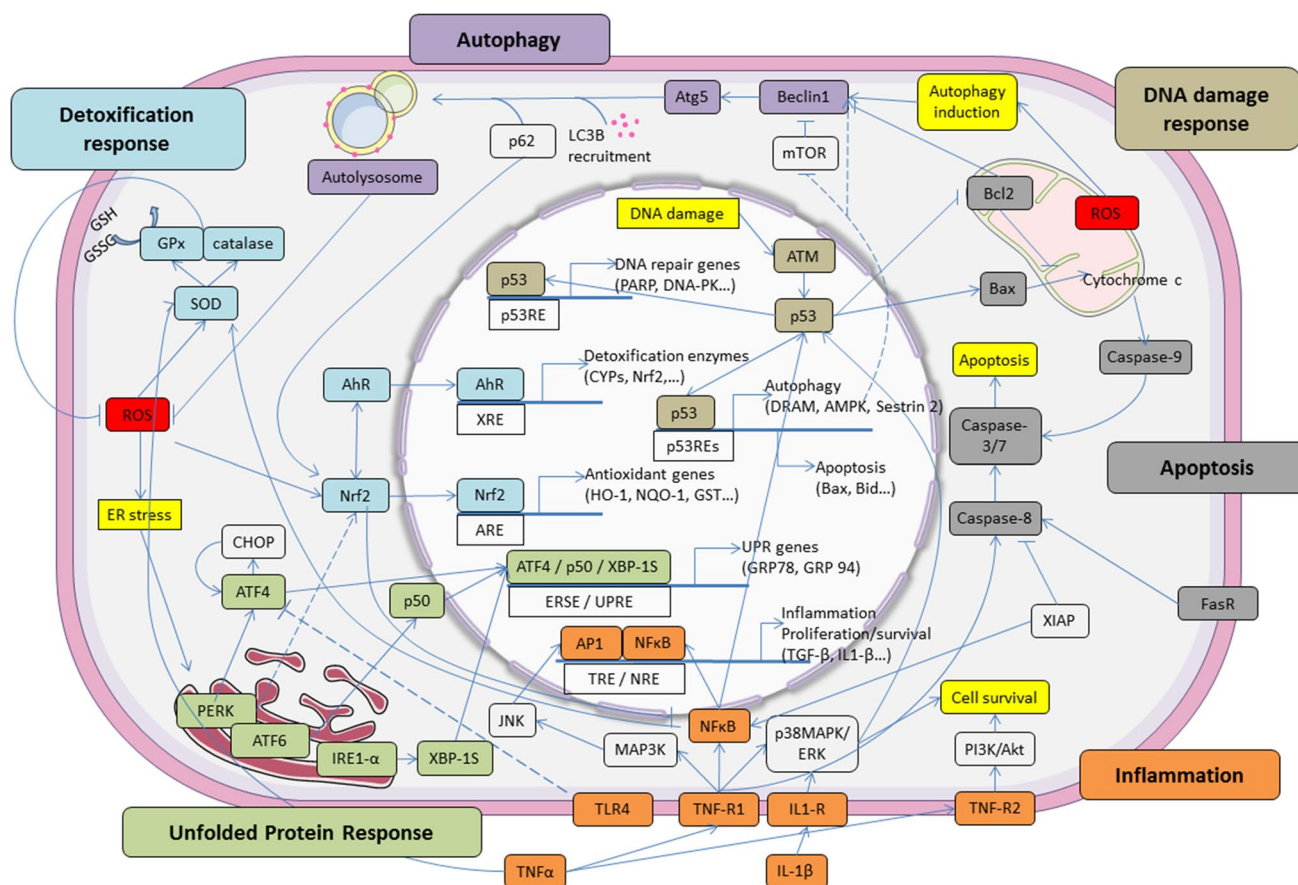 Autophagy
Detoxification
response
DNA damage
response
Atg5
Beclin1
Autophagy
induction
p62
LC3B
recruitment
mTOR
Autolysosome
Bcl2
ROS
GSH
GSSG
GPx
catalase
DNA damage
ATM
DNA repair genes
(PARP, DNA-PK...)
p53
p53RE
p53
Bax
Cytochrome c
SOD
Apoptosis
Caspase-9
Detoxification enzymes
(CYPs, Nrf2,...)
AhR
AhR
XRE
Autophagy
(DRAM, AMPK, Sestrin 2)
p53
p53REs
ROS
Caspase-
3/7
Apoptosis
Apoptosis
(Bax, Bid...)
Antioxidant genes
(HO-1, NQO-1, GST...)
Nrf2
Nrf2
ARE
ER stress
Caspase-8
CHOP
UPR genes
(GRP78, GRP 94)
ATF4 / p50 / XBP-1S
ERSE / UPRE
ATF4
p50
FasR
XIAP
Inflammation
Proliferation/survival
(TGF-β, IL1-β...)
AP1
NFκB
TRE / NRE
PERK
ATF6
IRE1-α
XBP-1S
JNK
MAP3K
NFκB
p38MAPK/
ERK
Cell survival
PI3K/Akt
Inflammation
TLR4
TNF-R1
IL1-R
TNF-R2
Unfolded Protein Response
TNFα
IL-1β